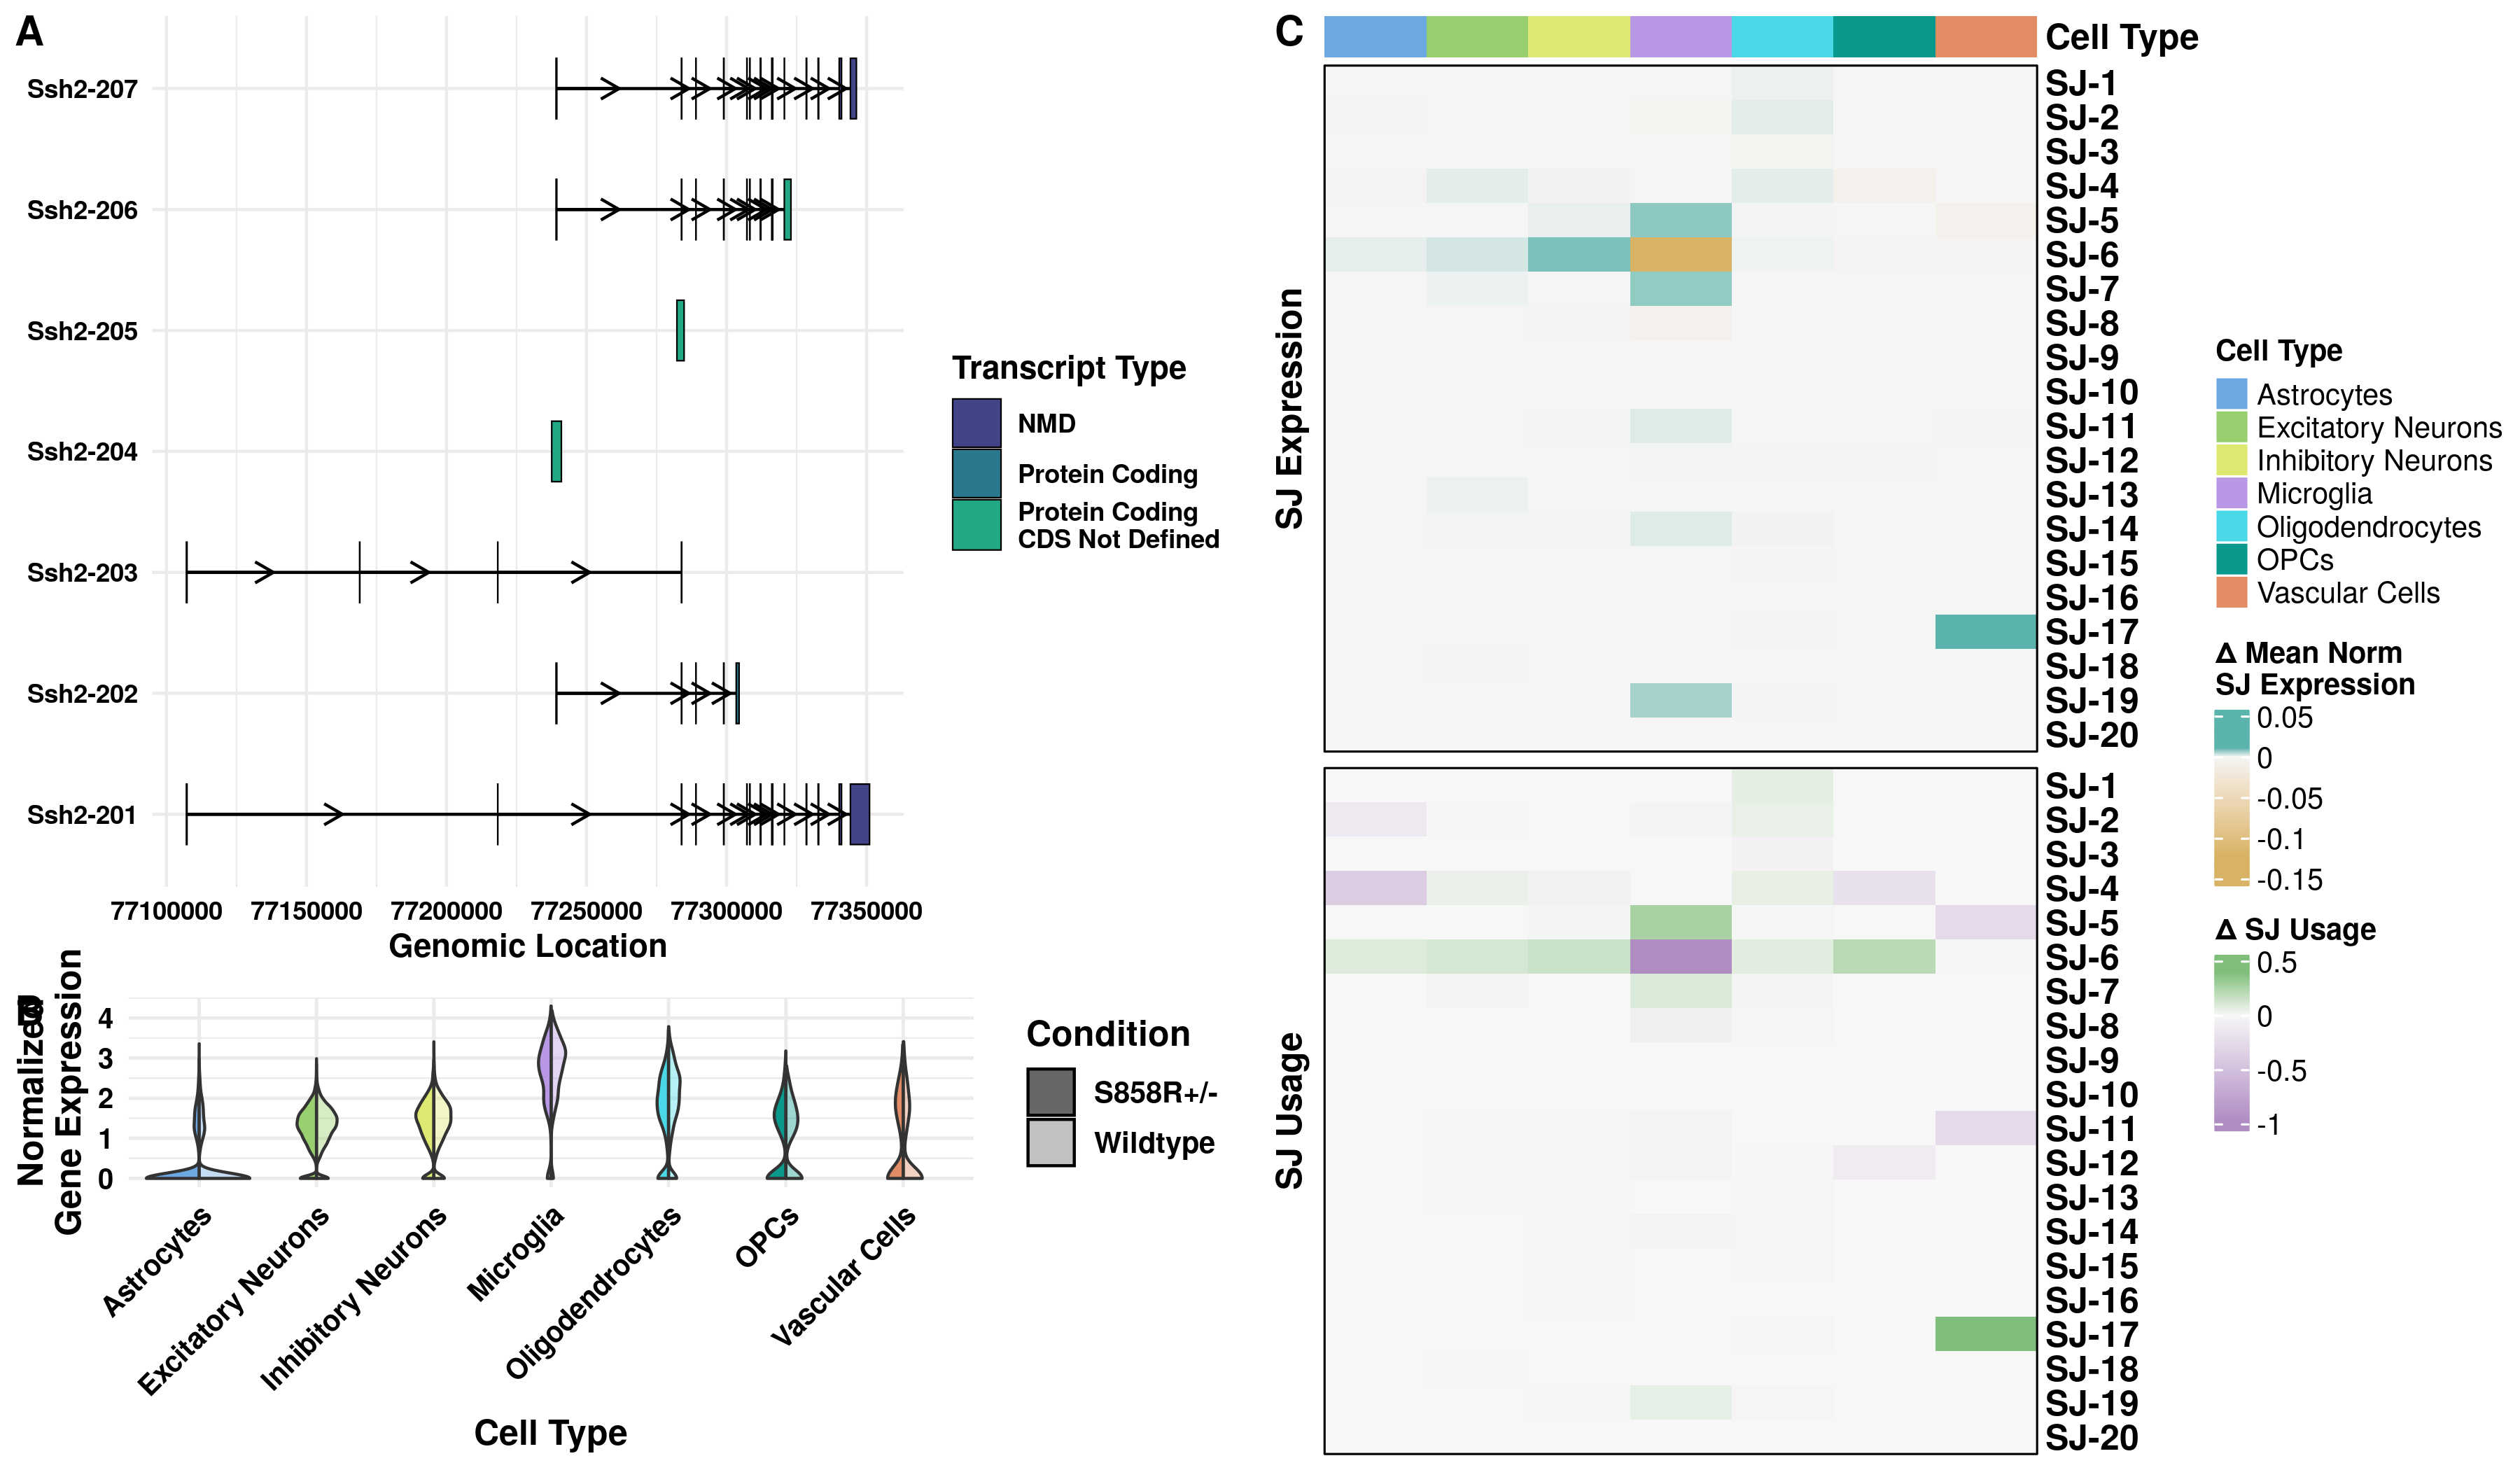 A
Ssh2-207
Ssh2-206
Ssh2-205
Ssh2-204
Ssh2-203
Ssh2-202
Ssh2-201
77100000 77150000 77200000 77250000 77300000 77350000
Genomic Location
Transcript Type
NMD
Protein Coding
Protein Coding
CDS Not Defined
B
Normalized
Gene Expression
4
3
2
1
0
Astrocytes
Excitatory Neurons
Inhibitory Neurons
Microglia
Oligodendrocytes
OPCs
Vascular Cells
Cell Type
Condition
S858R+/-
Wildtype
C
Cell Type
SJ Expression
SJ-1
SJ-2
SJ-3
SJ-4
SJ-5
SJ-6
SJ-7
SJ-8
SJ-9
SJ-10
SJ-11
SJ-12
SJ-13
SJ-14
SJ-15
SJ-16
SJ-17
SJ-18
SJ-19
SJ-20
SJ Usage
SJ-1
SJ-2
SJ-3
SJ-4
SJ-5
SJ-6
SJ-7
SJ-8
SJ-9
SJ-10
SJ-11
SJ-12
SJ-13
SJ-14
SJ-15
SJ-16
SJ-17
SJ-18
SJ-19
SJ-20
Cell Type
Astrocytes
Excitatory Neurons
Inhibitory Neurons
Microglia
Oligodendrocytes
OPCs
Vascular Cells
Δ Mean Norm
SJ Expression
0.05
0
-0.05
-0.1
-0.15
Δ SJ Usage
0.5
0
-0.5
-1